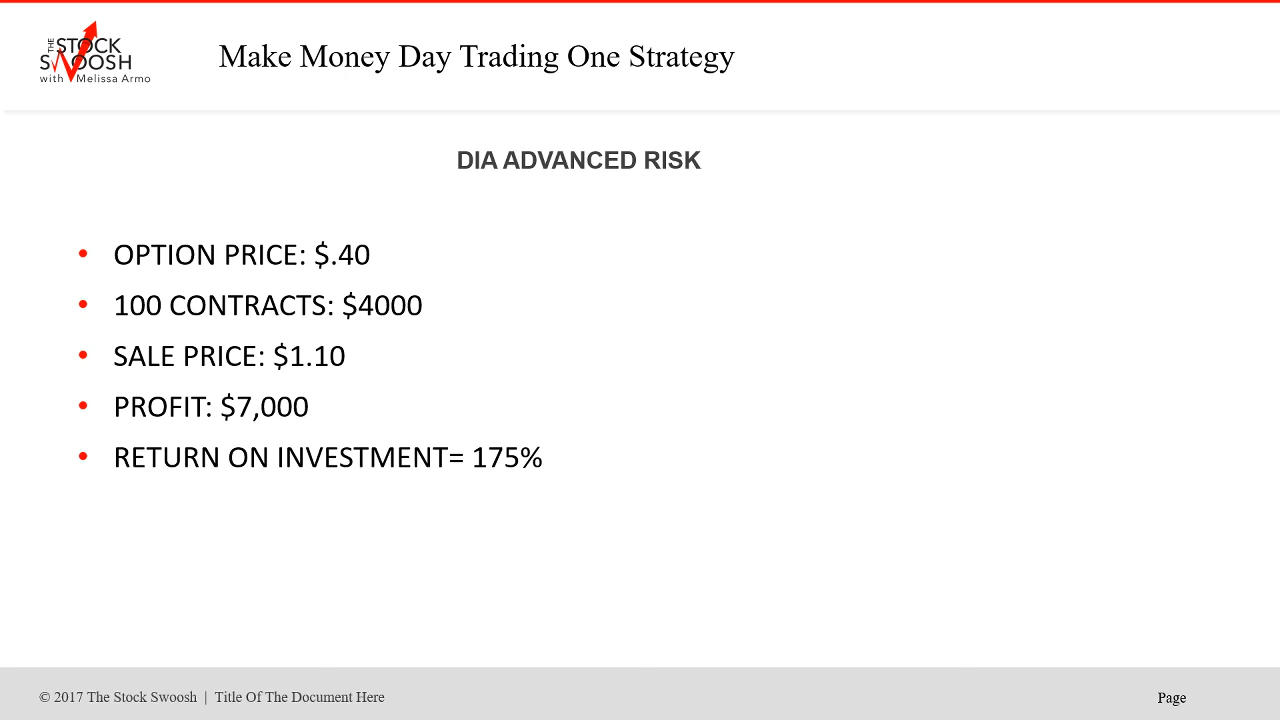 THE STOCK
SWOOSH
with Melissa Armo
Make Money Day Trading One Strategy
DIA ADVANCED RISK
• OPTION PRICE: $.40
• 100 CONTRACTS: $4000
• SALE PRICE: $1.10
• PROFIT: $7,000
• RETURN ON INVESTMENT= 175%
© 2017 The Stock Swoosh | Title Of The Document Here
Page